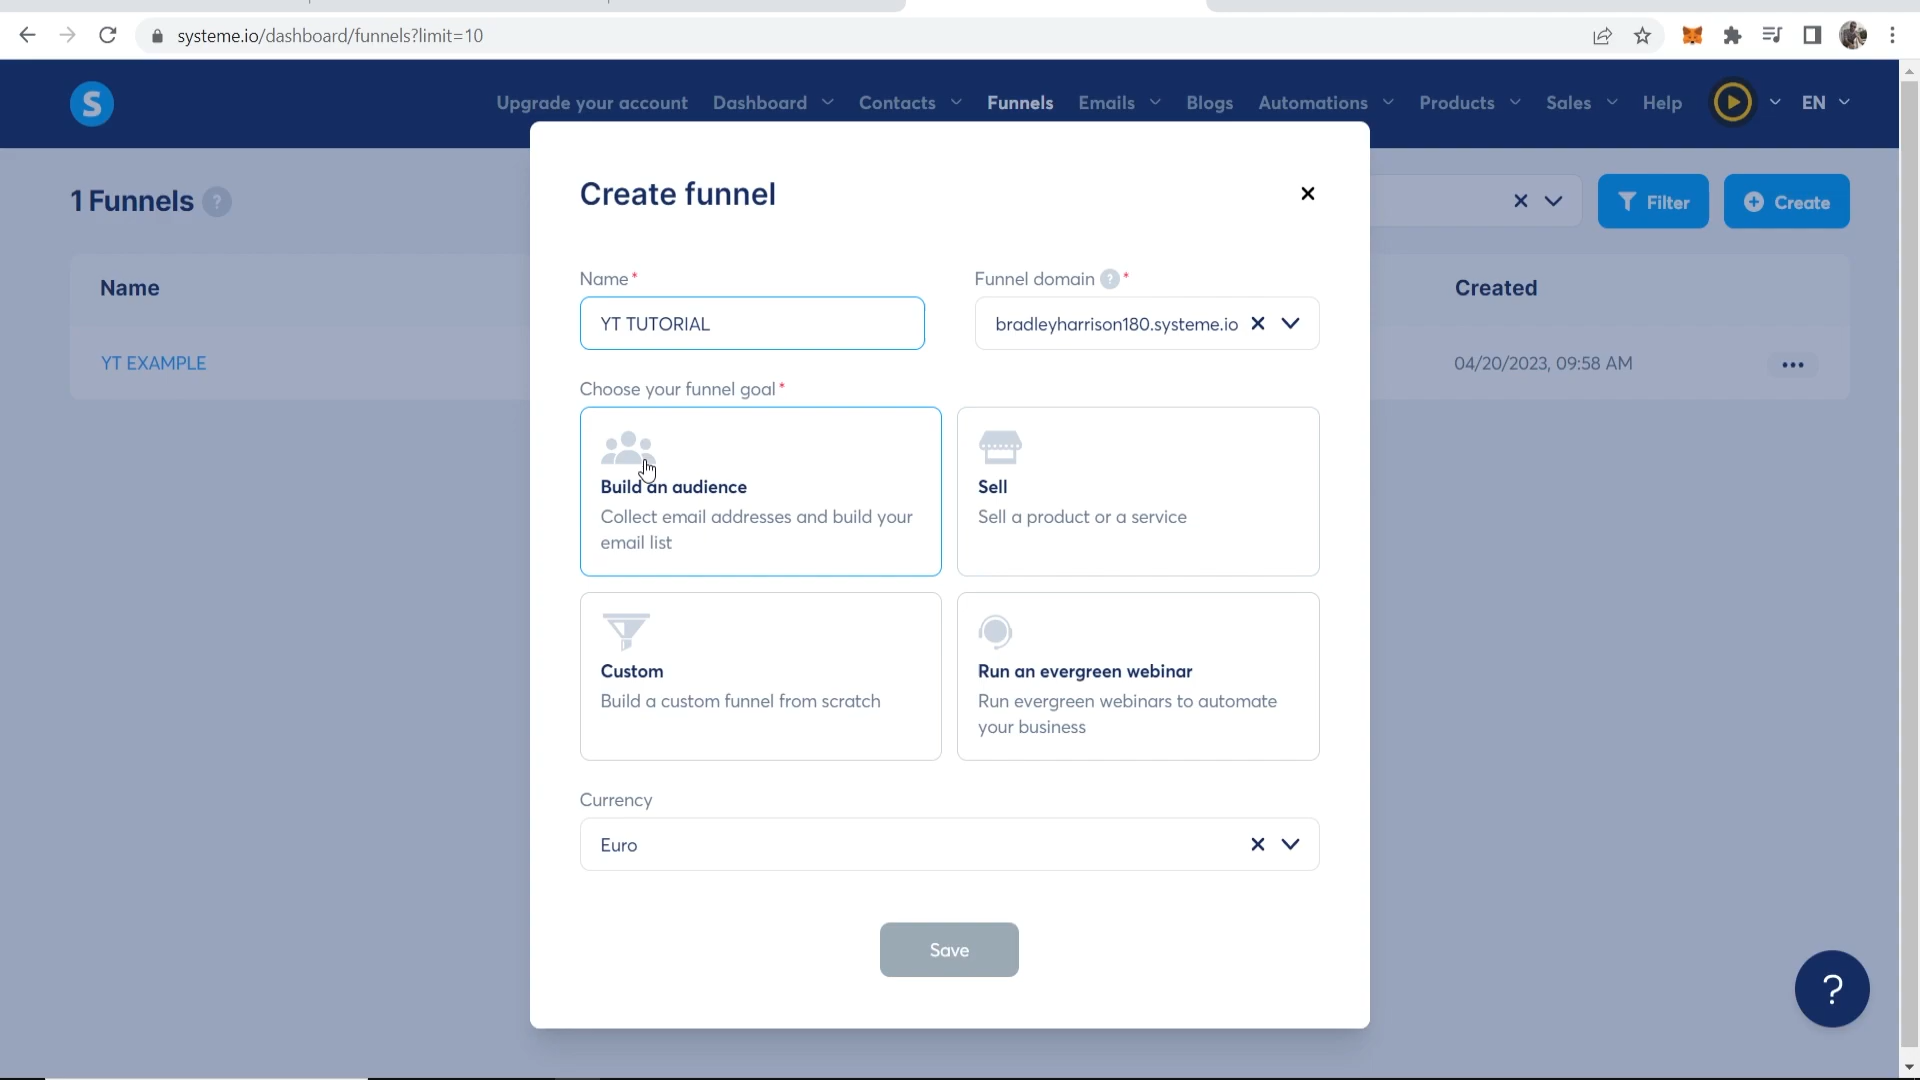 systeme.io/dashboard/funnels?limit=10
S
Upgrade your account Dashboard Contacts Funnels Emails Blogs Automations Products Sales Help EN
1 Funnels ?
Filter
Create
Create funnel
Name
Created
YT EXAMPLE
04/20/2023, 09:58 AM
Name*
Funnel domain ? *
YT TUTORIAL
bradleyharrison180.systeme.io
Choose your funnel goal*
Build an audience
Collect email addresses and build your
email list
Sell
Sell a product or a service
Custom
Build a custom funnel from scratch
Run an evergreen webinar
Run evergreen webinars to automate
your business
Currency
Euro
Save
?